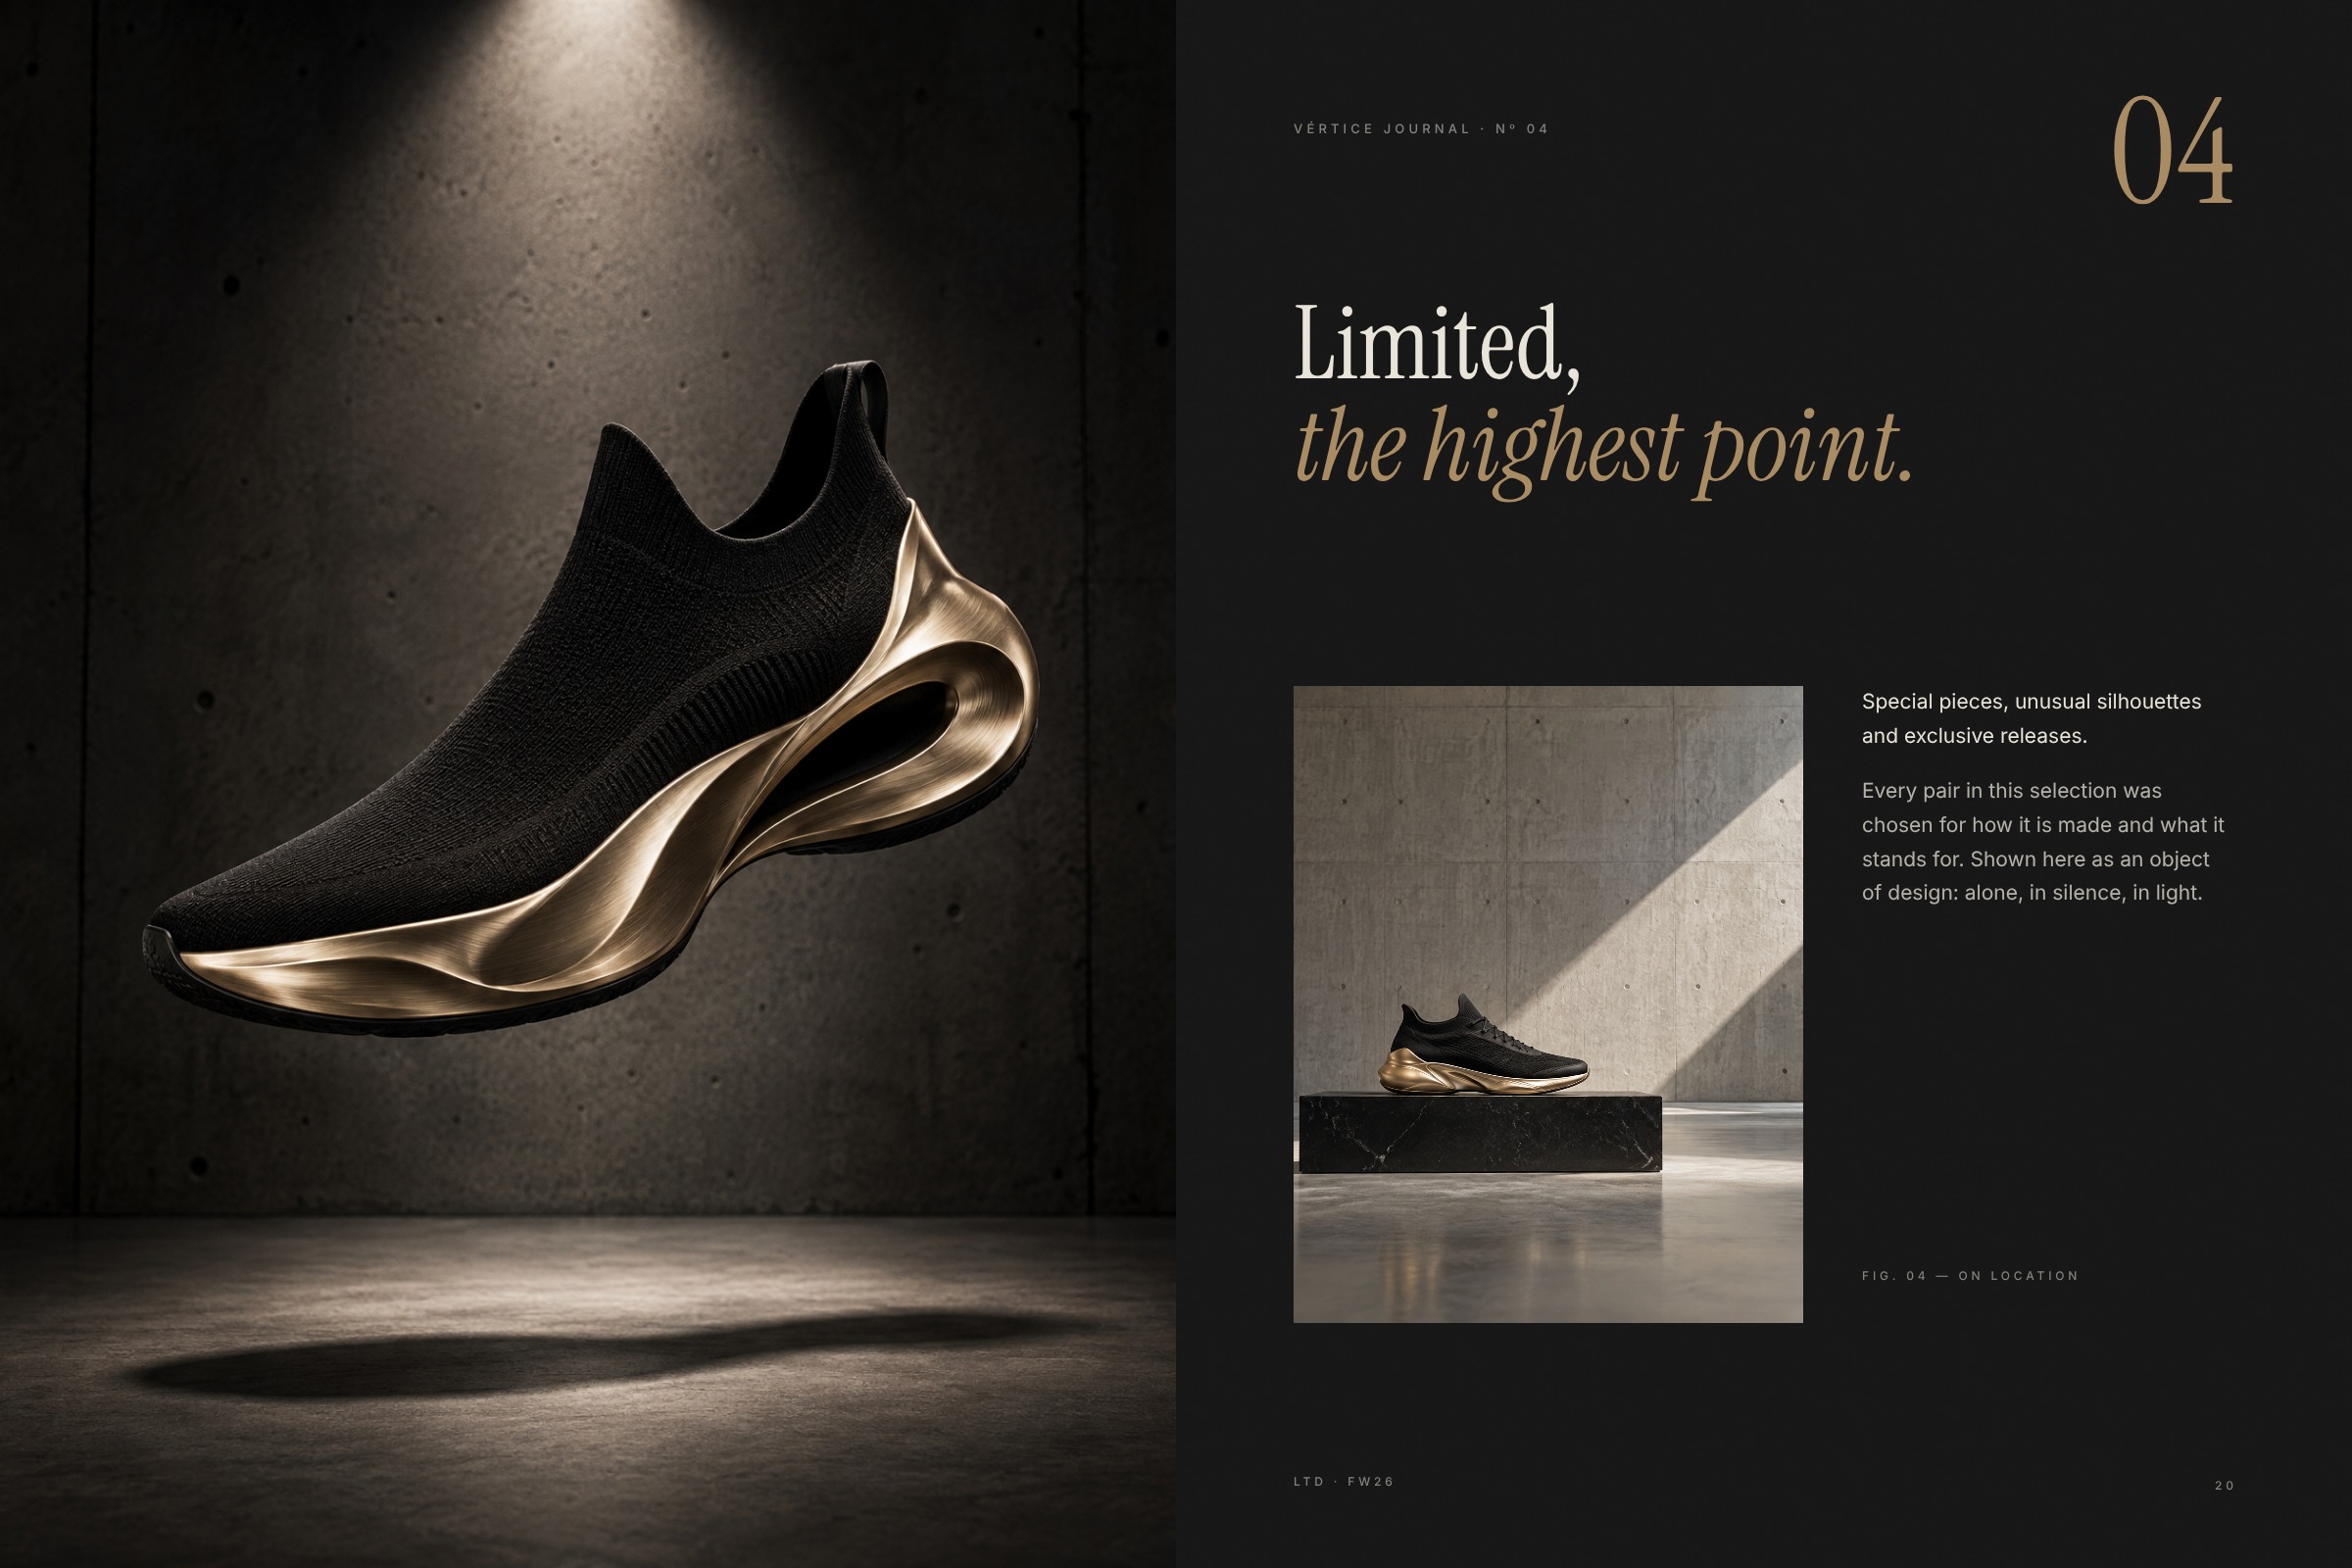 VÉRTICE JOURNAL · Nº 04
04
Limited,
the highest point.
Special pieces, unusual silhouettes
and exclusive releases.
Every pair in this selection was
chosen for how it is made and what it
stands for. Shown here as an object
of design: alone, in silence, in light.
FIG. 04 — ON LOCATION
LTD · FW26
20